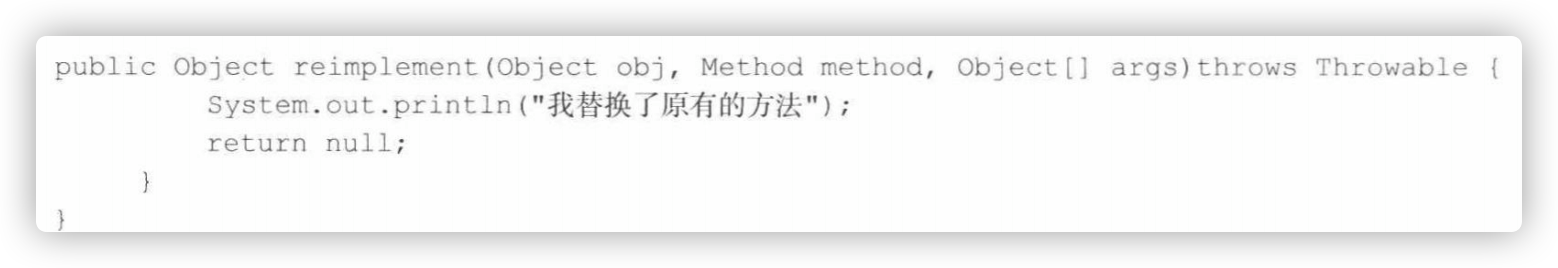 public Object reimplement(Object obj, Method method, Object[] args)throws Throwable {
System.out.println("我替换了原有的方法");
return null;
}
}